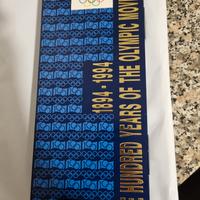 1894 - 1994
HUNDRED YEARS OF THE OLYMPIC